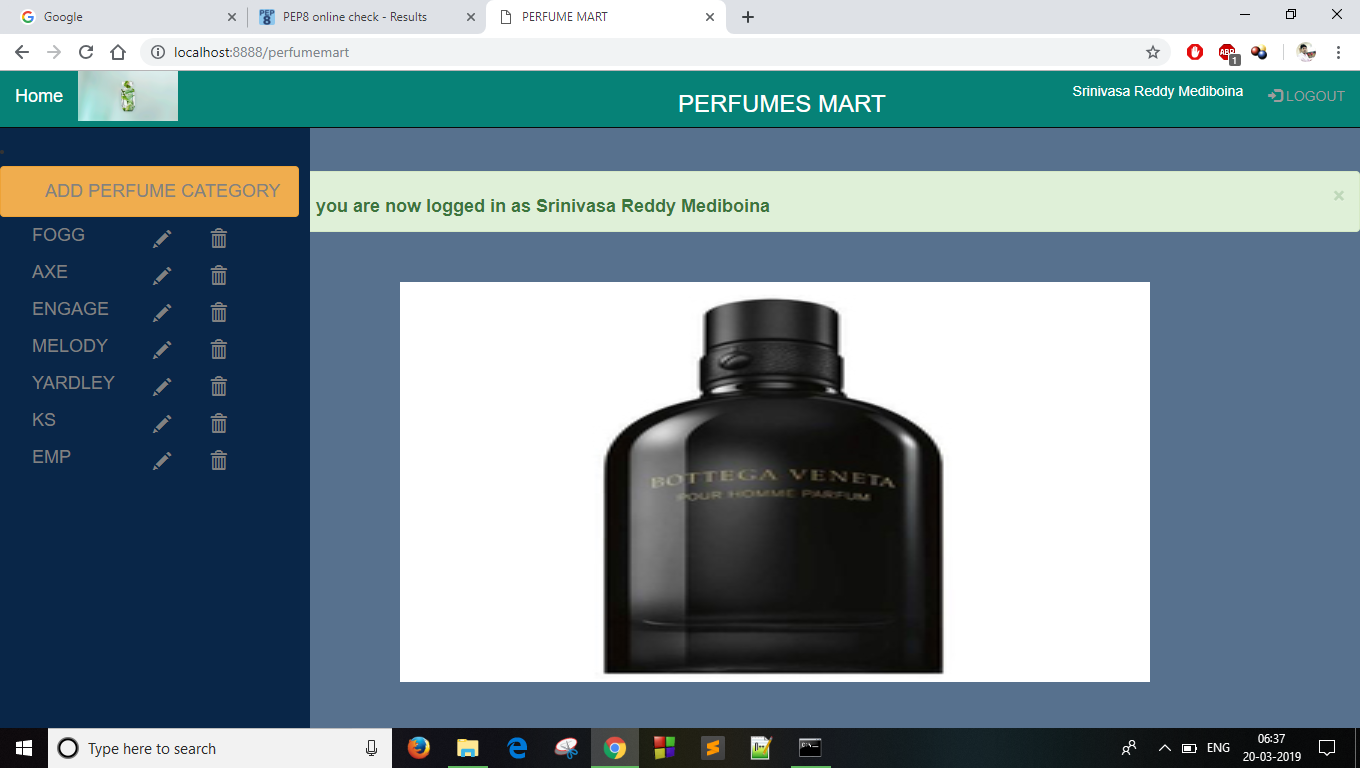 Google
PEP8 online check - Results
PERFUME MART
localhost:8888/perfumemart
ABP
1
Home
PERFUMES MART
Srinivasa Reddy Mediboina
LOGOUT
ADD PERFUME CATEGORY
you are now logged in as Srinivasa Reddy Mediboina
×
FOGG
AXE
ENGAGE
MELODY
YARDLEY
KS
EMP
BOTTEGA VENETA
POUR HOMME PARFUM
Type here to search
ENG
06:37
20-03-2019